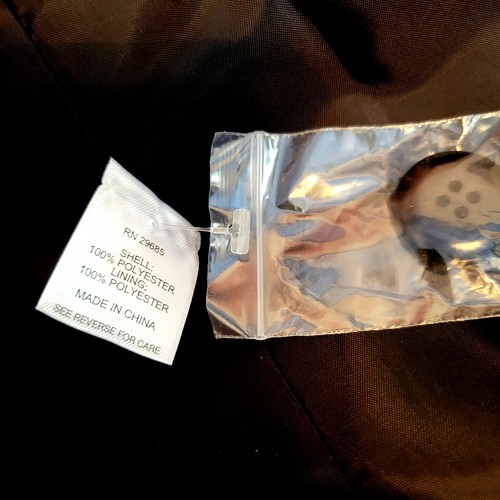 RN 29685
SHELL:
100% POLYESTER
LINING:
100% POLYESTER
MADE IN CHINA
SEE REVERSE FOR CARE